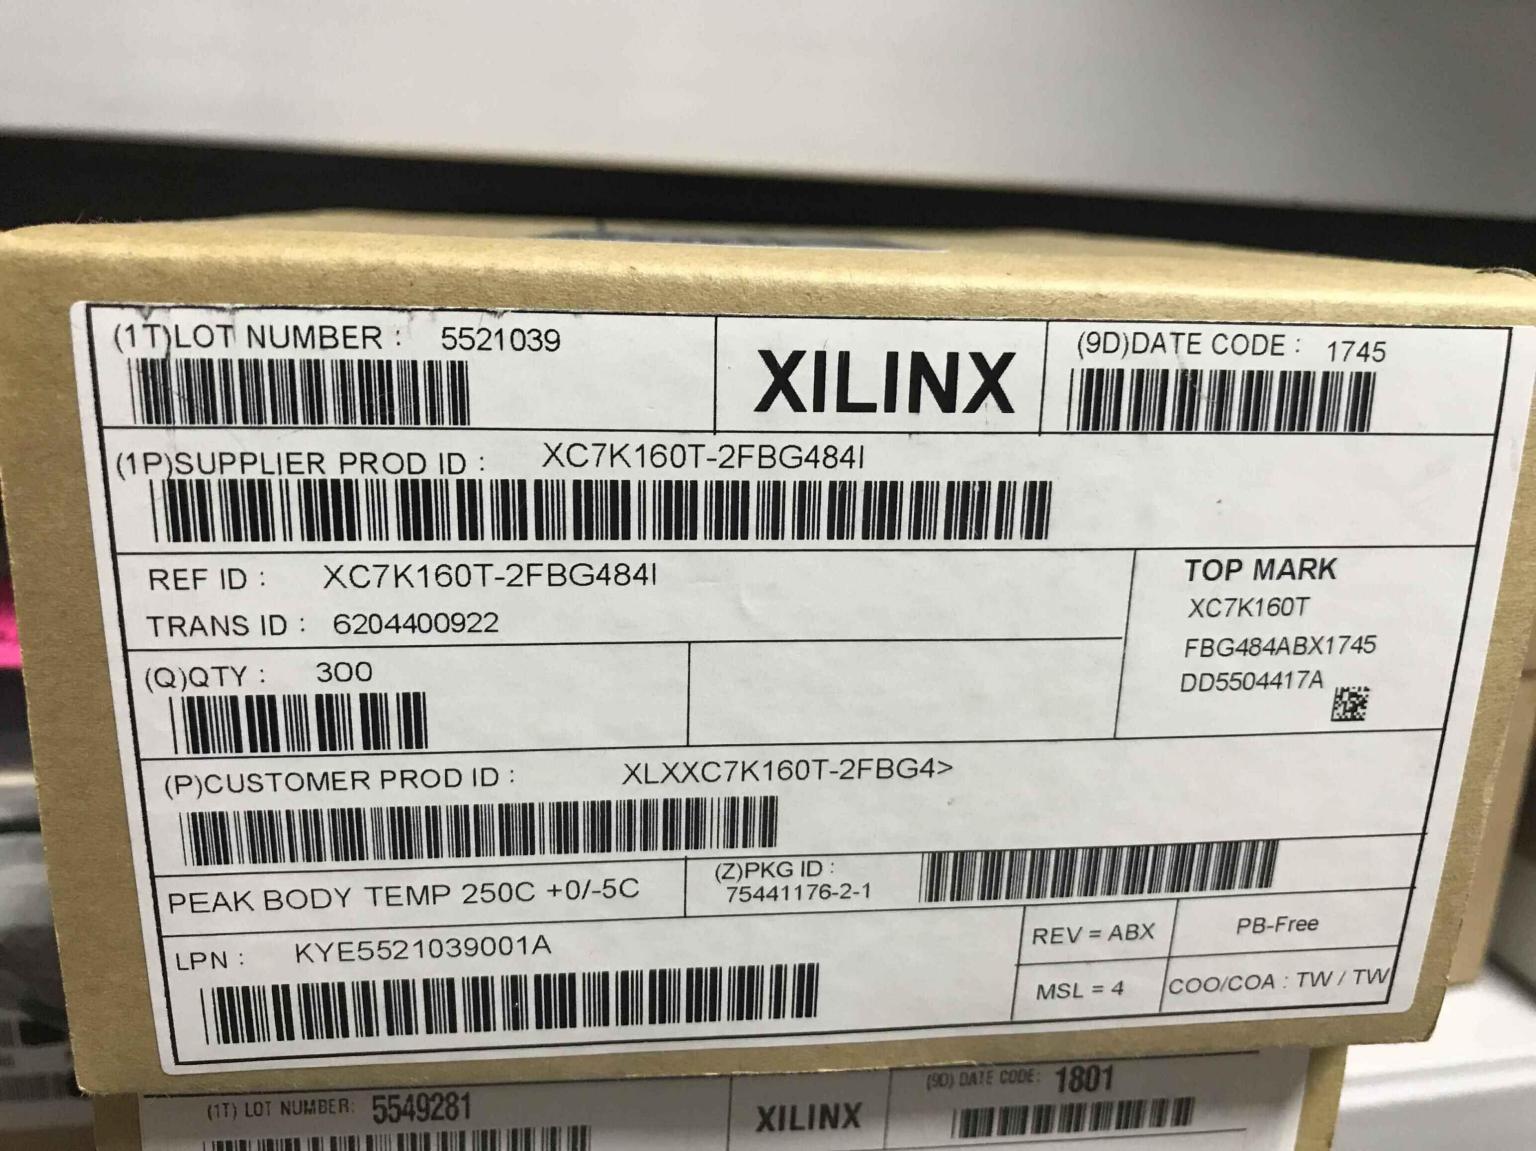 (1T)LOT NUMBER : 5521039
XILINX
(9D)DATE CODE : 1745
(1P)SUPPLIER PROD ID : XC7K160T-2FBG484I
REF ID : XC7K160T-2FBG484I
TRANS ID : 6204400922
TOP MARK
XC7K160T
FBG484ABX1745
DD5504417A
(Q)QTY : 300
(P)CUSTOMER PROD ID : XLXXC7K160T-2FBG4>
PEAK BODY TEMP 250C +0/-5C
(Z)PKG ID :
75441176-2-1
LPN : KYE5521039001A
REV = ABX
PB-Free
MSL = 4
COO/COA : TW / TW
(1T) LOT NUMBER: 5549281
XILINX
(9D) DATE CODE: 1801